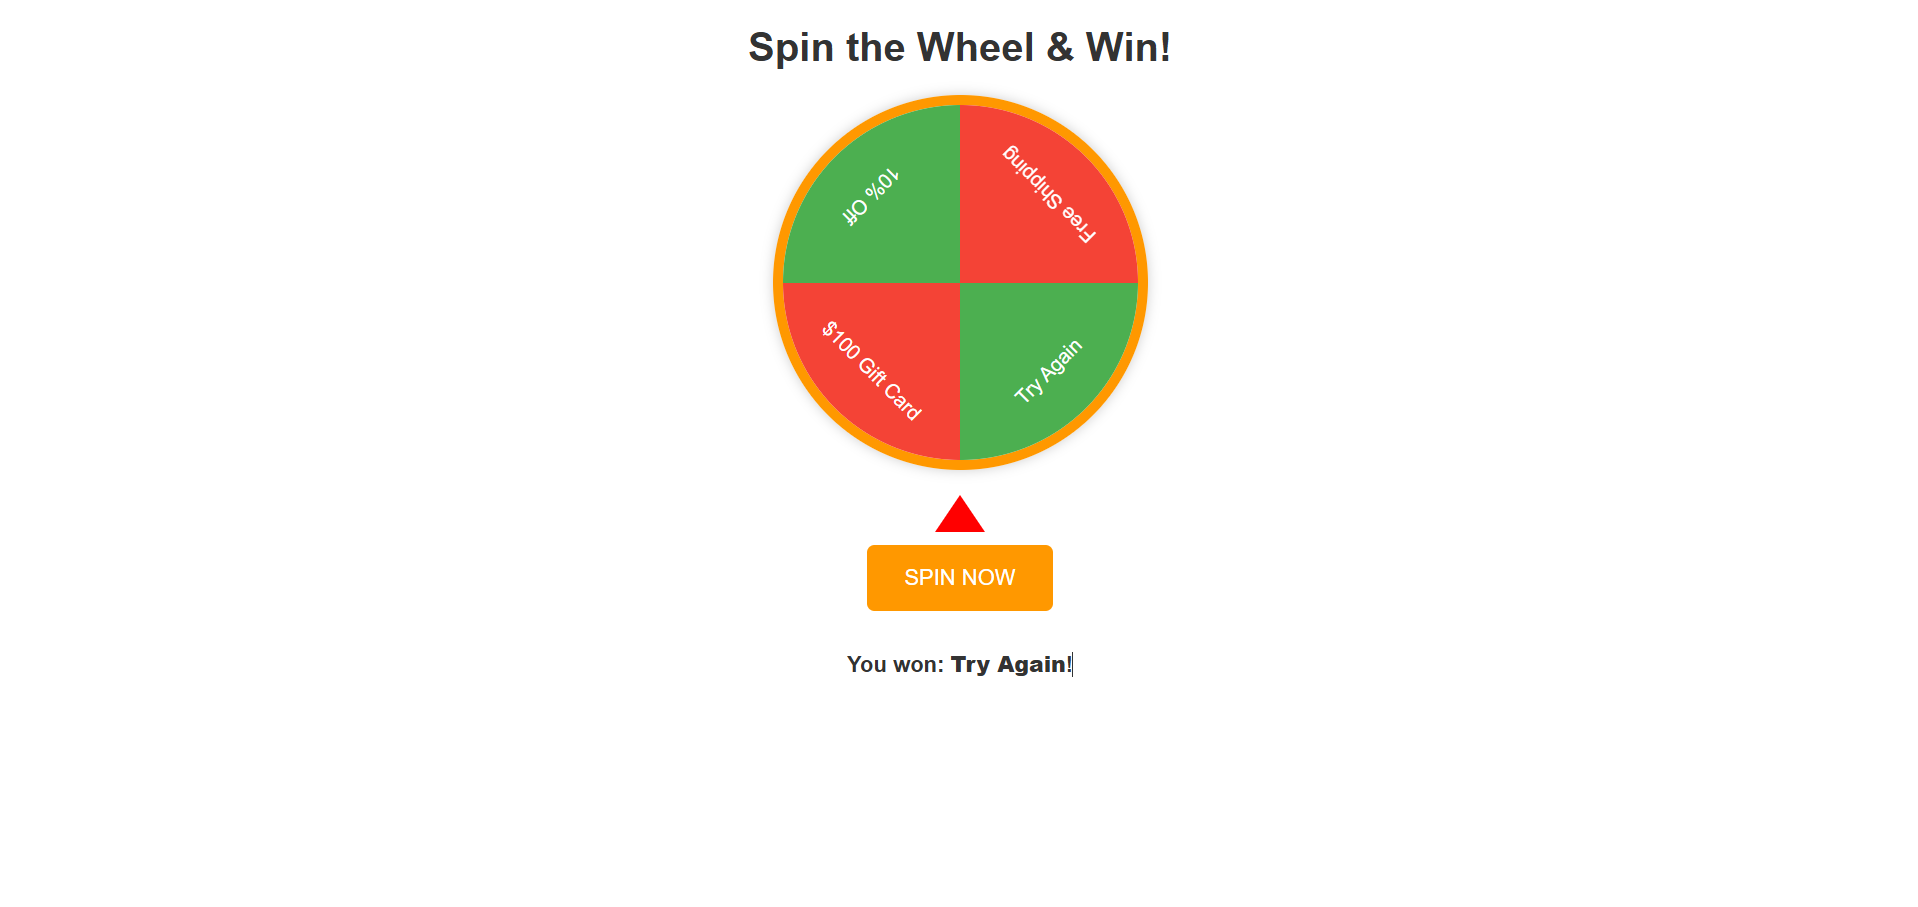 Spin the Wheel & Win!
10% Off
Free Shipping
$100 Gift Card
Try Again
SPIN NOW
You won: Try Again!